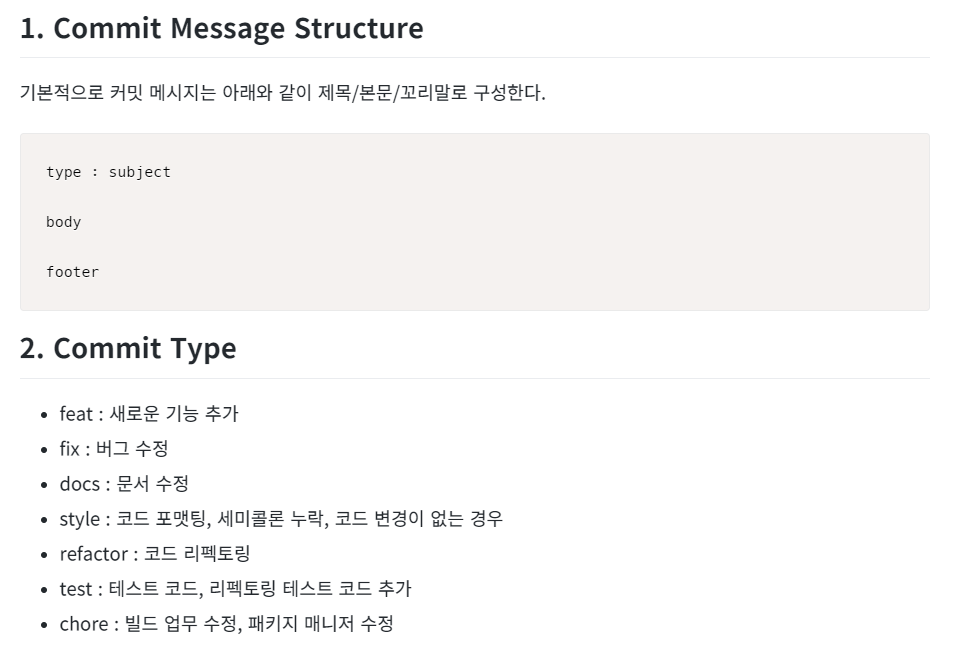 1. Commit Message Structure
기본적으로 커밋 메시지는 아래와 같이 제목/본문/꼬리말로 구성한다.
type : subject
body
footer
2. Commit Type
• feat : 새로운 기능 추가
• fix : 버그 수정
• docs : 문서 수정
• style : 코드 포맷팅, 세미콜론 누락, 코드 변경이 없는 경우
• refactor : 코드 리펙토링
• test : 테스트 코드, 리펙토링 테스트 코드 추가
• chore : 빌드 업무 수정, 패키지 매니저 수정